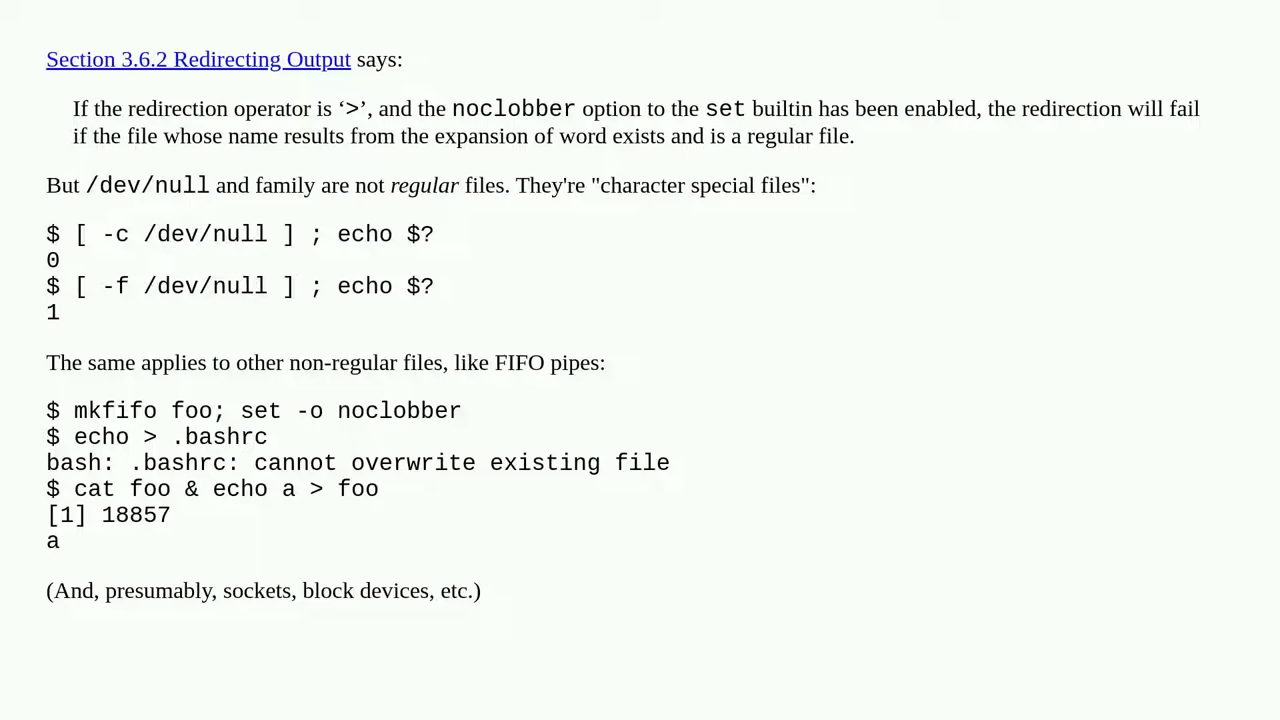 Section 3.6.2 Redirecting Output says:
If the redirection operator is ‘>’, and the noclobber option to the set builtin has been enabled, the redirection will fail
if the file whose name results from the expansion of word exists and is a regular file.
But /dev/null and family are not regular files. They're "character special files":
$ [ -c /dev/null ] ; echo $?
0
$ [ -f /dev/null ] ; echo $?
1
The same applies to other non-regular files, like FIFO pipes:
$ mkfifo foo; set -o noclobber
$ echo > .bashrc
bash: .bashrc: cannot overwrite existing file
$ cat foo & echo a > foo
[1] 18857
a
(And, presumably, sockets, block devices, etc.)